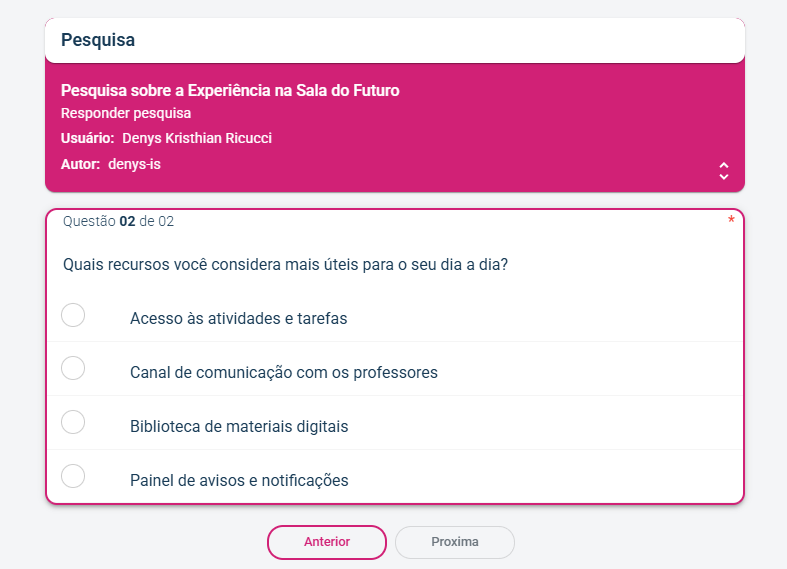 Pesquisa
Pesquisa sobre a Experiência na Sala do Futuro
Responder pesquisa
Usuário: Denys Kristhian Ricucci
Autor: denys-is
Questão 02 de 02 *
Quais recursos você considera mais úteis para o seu dia a dia?
Acesso às atividades e tarefas
Canal de comunicação com os professores
Biblioteca de materiais digitais
Painel de avisos e notificações
Anterior Proxima